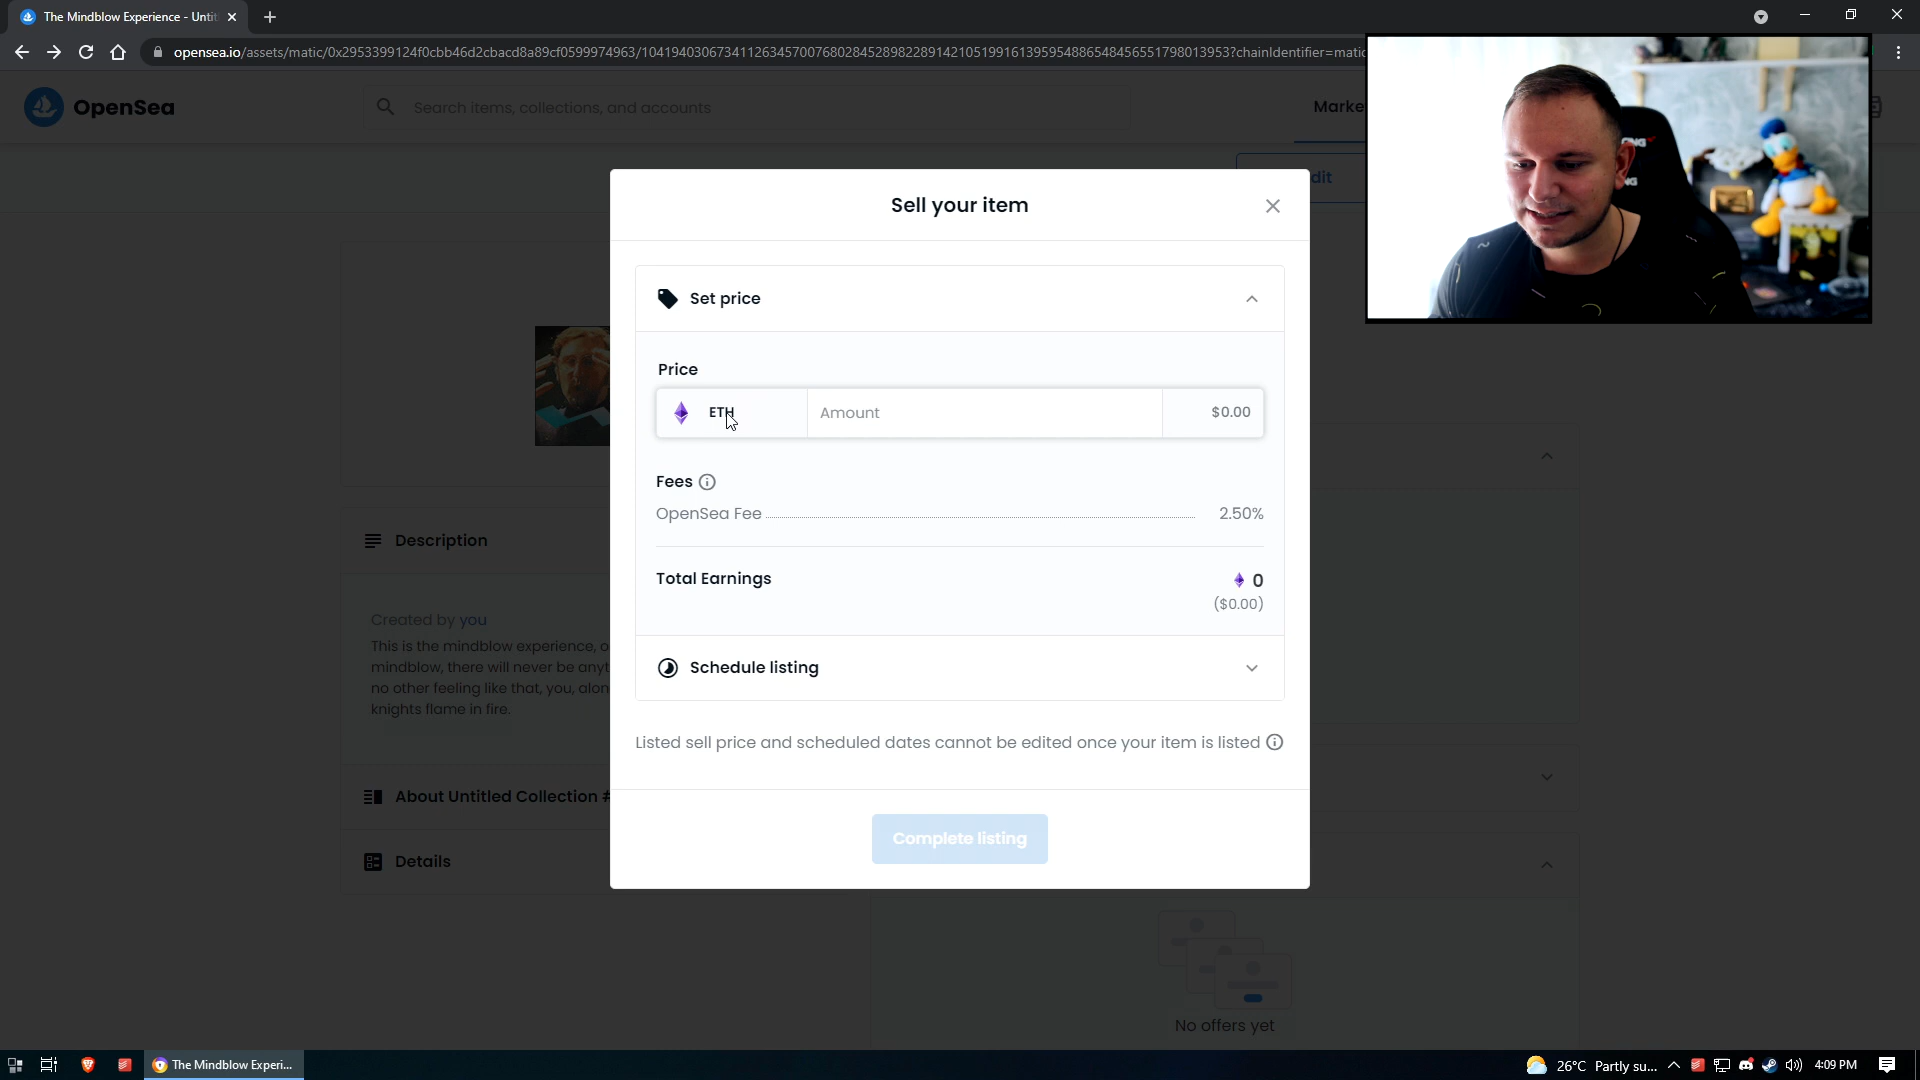 The Mindblow Experience - Unti
opensea.io/assets/matic/0x2953399124f0cbb46d2cbacd8a89cf0599974963/
OpenSea
Search items, collections, and accounts
Marke
dit
Sell your item
Set price
Price
ETH
Amount
$0.00
Fees
OpenSea Fee
2.50%
Total Earnings
0
($0.00)
Schedule listing
Listed sell price and scheduled dates cannot be edited once your item is listed
Complete listing
Description
Created by you
This is the mindblow experience, o
mindblow, there will never be anyt
no other feeling like that, you, alon
knights flame in fire.
About Untitled Collection #
Details
No offers yet
The Mindblow Experi...
26°C Partly su...
4:09 PM